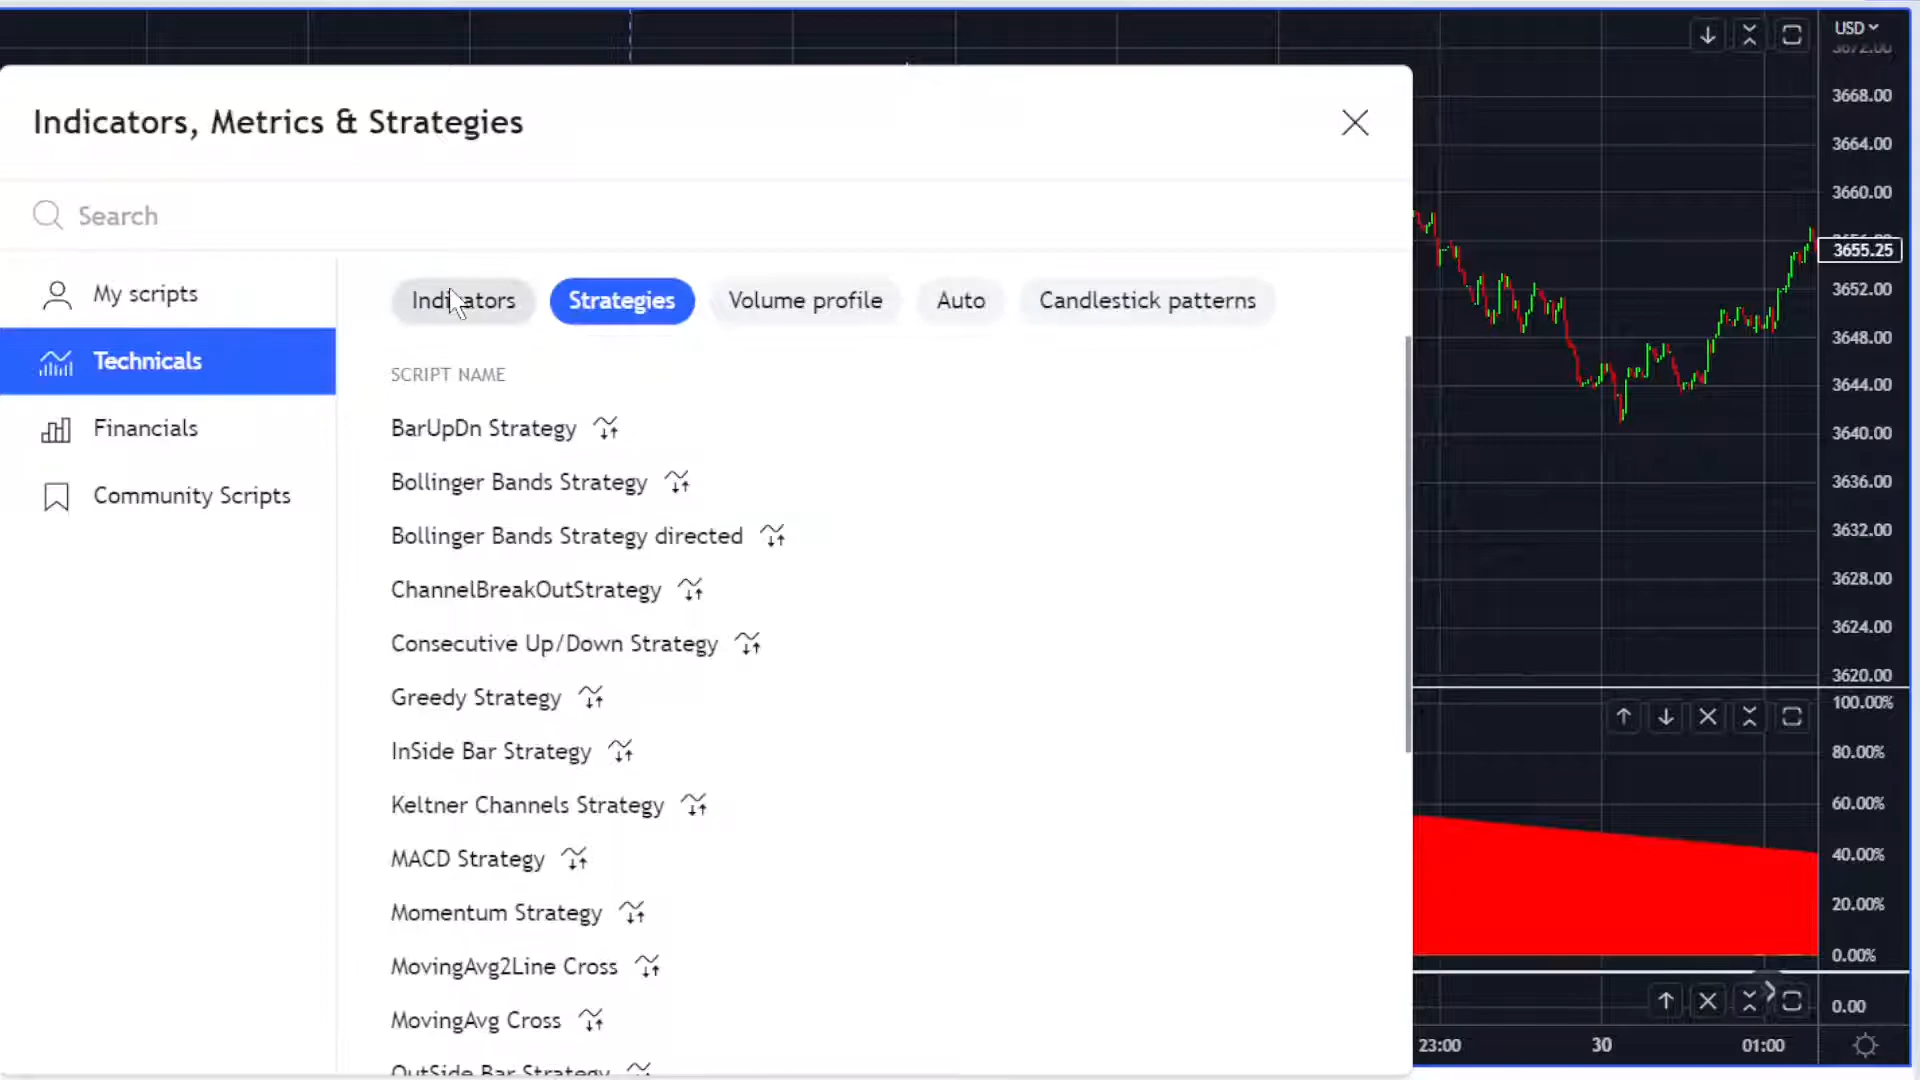 USD
3672.00
3668.00
Indicators, Metrics & Strategies
3664.00
3660.00
Search
3655.25
My scripts
Indicators
Strategies
Volume profile
Auto
Candlestick patterns
3652.00
3648.00
Technicals
SCRIPT NAME
3644.00
Financials
BarUpDn Strategy
3640.00
Bollinger Bands Strategy
3636.00
Community Scripts
Bollinger Bands Strategy directed
3632.00
ChannelBreakOutStrategy
3628.00
Consecutive Up/Down Strategy
3624.00
3620.00
Greedy Strategy
100.00%
InSide Bar Strategy
80.00%
Keltner Channels Strategy
60.00%
MACD Strategy
40.00%
Momentum Strategy
20.00%
MovingAvg2Line Cross
0.00%
MovingAvg Cross
0.00
OutSide Bar Strategy
23:00
30
01:00